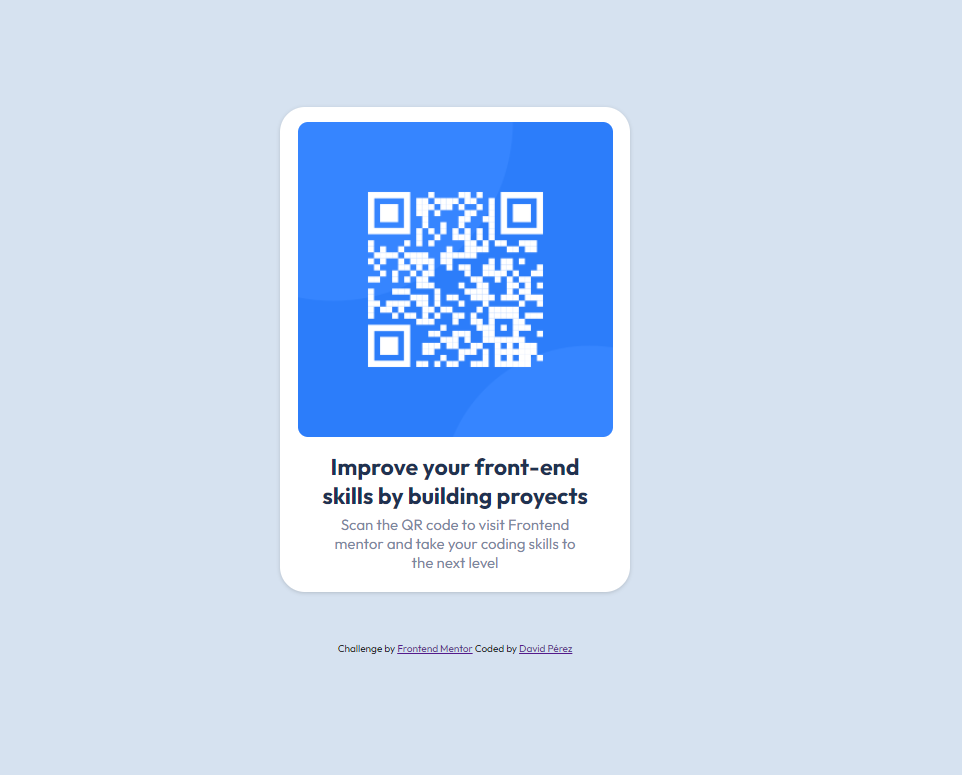 Improve your front-end
skills by building proyects
Scan the QR code to visit Frontend
mentor and take your coding skills to
the next level
Challenge by Frontend Mentor Coded by David Pérez